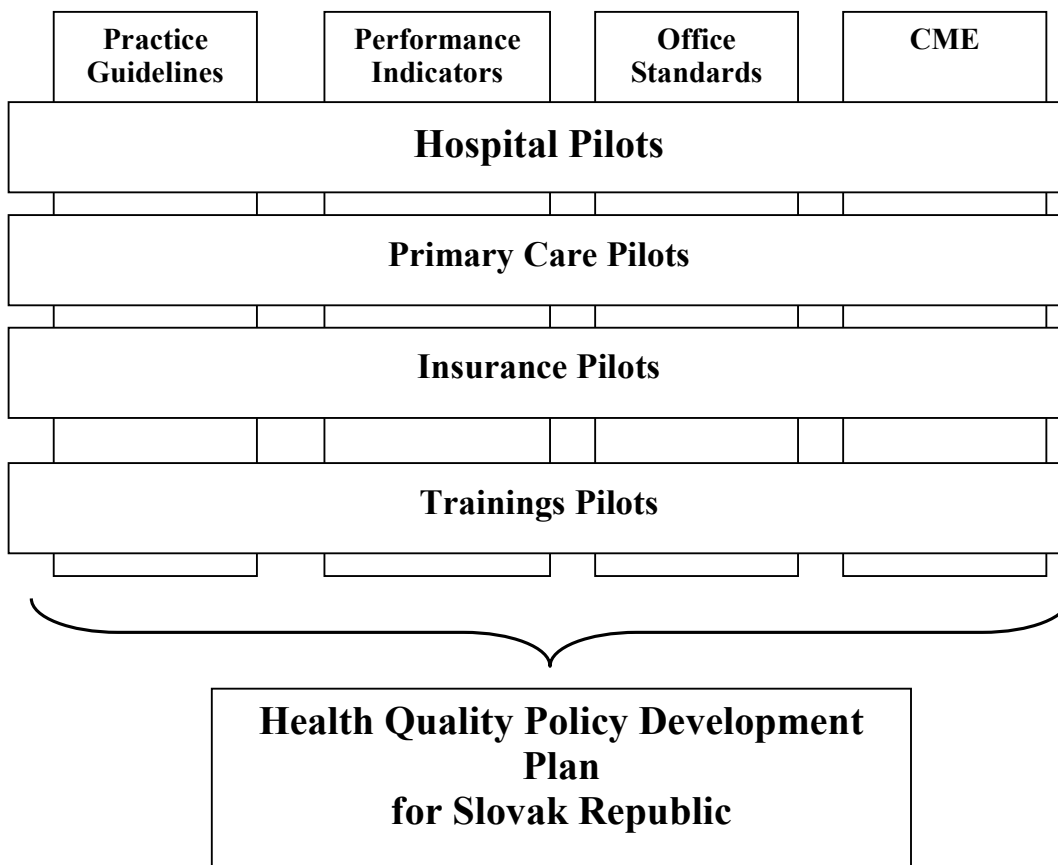 Practice
Guidelines
Performance
Indicators
Office
Standards
CME
Hospital Pilots
Primary Care Pilots
Insurance Pilots
Trainings Pilots
Health Quality Policy Development
Plan
for Slovak Republic